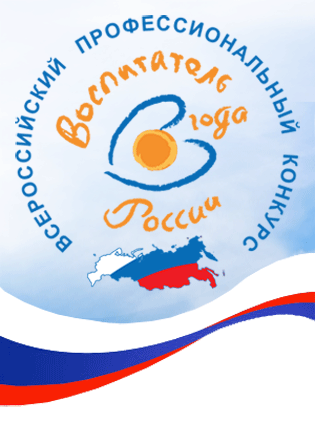 ВСЕРОССИЙСКИЙ ПРОФЕССИОНАЛЬНЫЙ КОНКУРС
Воспитатель
года
России